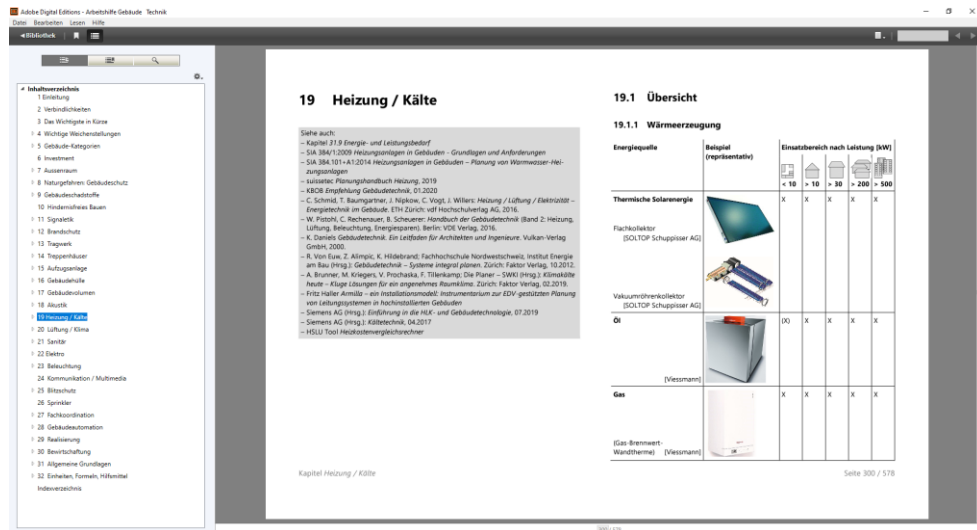 Adobe Digital Editions - Arbeitshilfe Gebäude Technik
Datei Bearbeiten Lesen Hilfe
Bibliothek
Inhaltsverzeichnis
1 Einleitung
2 Verbindlichkeiten
3 Das Wichtigste in Kürze
4 Wichtige Weichenstellungen
5 Gebäude-Kategorien
6 Investment
7 Aussenraum
8 Naturgefahren: Gebäudeschutz
9 Gebäudeschadstoffe
10 Hindernisfreies Bauen
11 Signaletik
12 Brandschutz
13 Tragwerk
14 Treppenhäuser
15 Aufzugsanlage
16 Gebäudehülle
17 Gebäudevolumen
18 Akustik
19 Heizung / Kälte
20 Lüftung / Klima
21 Sanitär
22 Elektro
23 Beleuchtung
24 Kommunikation / Multimedia
25 Blitzschutz
26 Sprinkler
27 Fachkoordination
28 Gebäudeautomation
29 Realisierung
30 Bewirtschaftung
31 Allgemeine Grundlagen
32 Einheiten, Formeln, Hilfsmittel
Indexverzeichnis
19 Heizung / Kälte
Siehe auch:
– Kapitel 31.9 Energie- und Leistungsbedarf
– SIA 384/1:2009 Heizungsanlagen in Gebäuden - Grundlagen und Anforderungen
– SIA 384.101+A1:2014 Heizungsanlagen in Gebäuden – Planung von Warmwasser-Hei-
zungsanlagen
– suissetec Planungshandbuch Heizung, 2019
– KBOB Empfehlung Gebäudetechnik, 01.2020
– C. Schmid, T. Baumgartner, J. Nipkow, C. Vogt, J. Willers: Heizung / Lüftung / Elektrizität –
Energietechnik im Gebäude. ETH Zürich: vdf Hochschulverlag AG, 2016.
– W. Pistohl, C. Rechenauer, B. Scheuerer: Handbuch der Gebäudetechnik (Band 2: Heizung,
Lüftung, Beleuchtung, Energiesparen). Berlin: VDE Verlag, 2016.
– K. Daniels Gebäudetechnik. Ein Leitfaden für Architekten und Ingenieure. Vulkan-Verlag
GmbH, 2000.
– R. Von Euw, Z. Alimpic, K. Hildebrand: Fachhochschule Nordwestschweiz, Institut Energie
am Bau (Hrsg.): Gebäudetechnik – Systeme integral planen. Zürich: Faktor Verlag, 10.2012.
– A. Brunner, M. Kriegers, V. Prochaska, F. Tillenkamp: Die Planer – SWKI (Hrsg.): Klimakälte
heute – Kluge Lösungen für ein angenehmes Raumklima. Zürich: Faktor Verlag, 02.2019.
– Fritz Haller Armilla – ein Installationsmodell: Instrumentarium zur EDV-gestützten Planung
von Leitungssystemen in hochinstallierten Gebäuden
– Siemens AG (Hrsg.): Einführung in die HLK- und Gebäudetechnologie, 07.2019
– Siemens AG (Hrsg.): Kältetechnik, 04.2017
– HSLU Tool Heizkostenvergleichsrechner
Kapitel Heizung / Kälte
19.1 Übersicht
19.1.1 Wärmeerzeugung
Energiequelle Beispiel Einsatzbereich nach Leistung [kW]
(repräsentativ)
< 10 > 10 > 30 > 200 > 500
Thermische Solarenergie X X X X X
Flachkollektor
[SOLTOP Schuppisser AG]
Vakuumröhrenkollektor
[SOLTOP Schuppisser AG]
Öl (X) X X X X
[Viessmann]
Gas X X X X X
(Gas-Brennwert-
Wandtherme) [Viessmann]
Seite 300 / 578